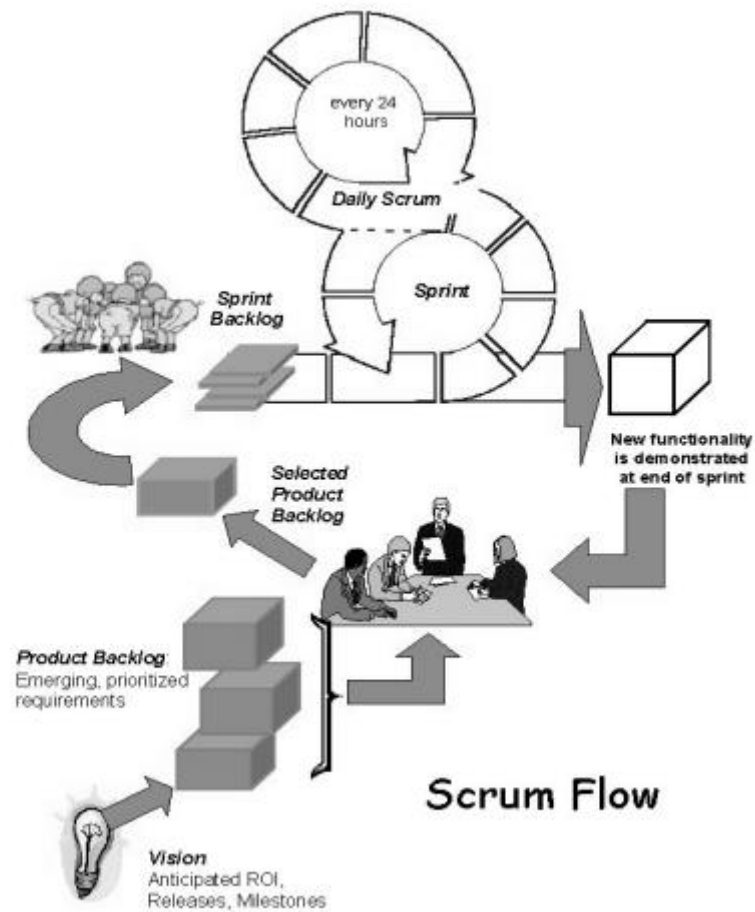 every 24
hours
Daily Scrum
Sprint
Sprint
Backlog
New functionality
is demonstrated
at end of sprint
Selected
Product
Backlog
Product Backlog
Emerging, prioritized
requirements
Scrum Flow
Vision
Anticipated ROI,
Releases, Milestones